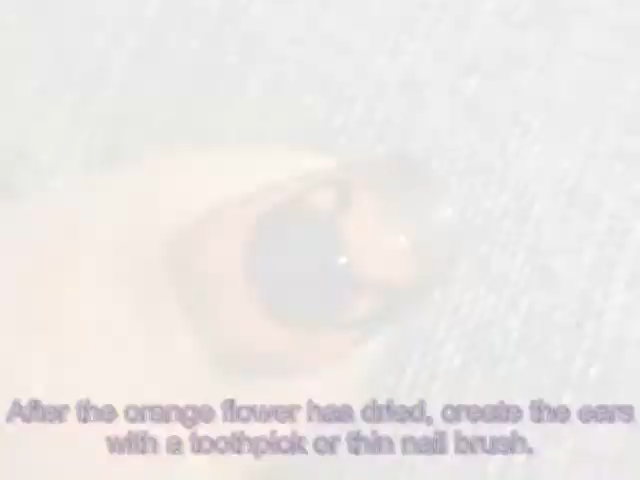 After the orange flower has dried, create the ears
with a toothpick or thin nail brush.